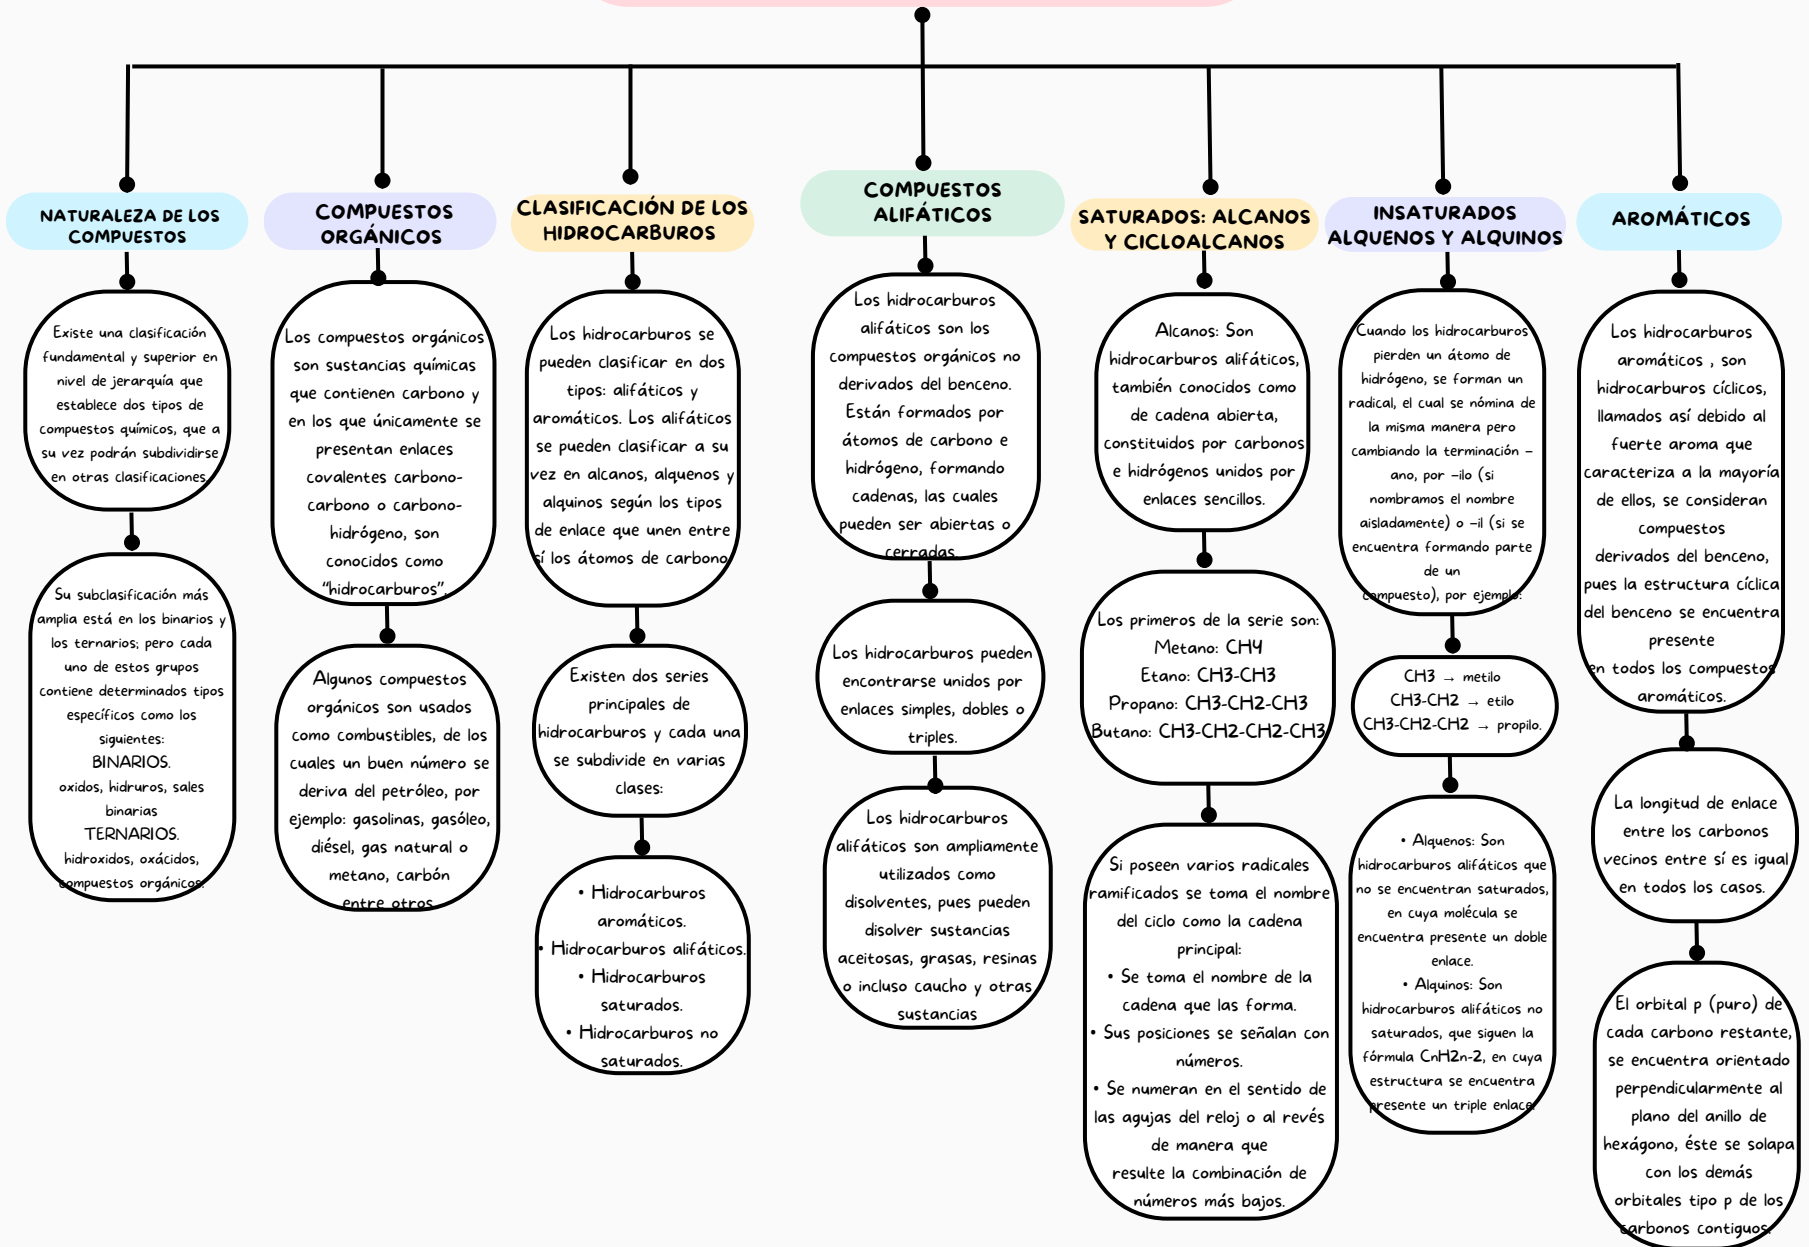 NATURALEZA DE LOS
COMPUESTOS
Existe una clasificación
fundamental y superior en
nivel de jerarquía que
establece dos tipos de
compuestos químicos, que a
su vez podrán subdividirse
en otras clasificaciones.
Su subclasificación más
amplia está en los binarios y
los ternarios; pero cada
uno de estos grupos
contiene determinados tipos
específicos como los
siguientes:
BINARIOS.
oxidos, hidruros, sales
binarias
TERNARIOS.
hidroxidos, oxácidos,
compuestos orgánicos.
COMPUESTOS
ORGÁNICOS
Los compuestos orgánicos
son sustancias químicas
que contienen carbono y
en los que únicamente se
presentan enlaces
covalentes carbono-
carbono o carbono-
hidrógeno, son
conocidos como
“hidrocarburos”.
Algunos compuestos
orgánicos son usados
como combustibles, de los
cuales un buen número se
deriva del petróleo, por
ejemplo: gasolinas, gasóleo,
diésel, gas natural o
metano, carbón
entre otros
CLASIFICACIÓN DE LOS
HIDROCARBUROS
Los hidrocarburos se
pueden clasificar en dos
tipos: alifáticos y
aromáticos. Los alifáticos
se pueden clasificar a su
vez en alcanos, alquenos y
alquinos según los tipos
de enlace que unen entre
sí los átomos de carbono.
Existen dos series
principales de
hidrocarburos y cada una
se subdivide en varias
clases:
• Hidrocarburos
aromáticos.
• Hidrocarburos alifáticos.
• Hidrocarburos
saturados.
• Hidrocarburos no
saturados.
COMPUESTOS
ALIFÁTICOS
Los hidrocarburos
alifáticos son los
compuestos orgánicos no
derivados del benceno.
Están formados por
átomos de carbono e
hidrógeno, formando
cadenas, las cuales
pueden ser abiertas o
cerradas.
Los hidrocarburos pueden
encontrarse unidos por
enlaces simples, dobles o
triples.
Los hidrocarburos
alifáticos son ampliamente
utilizados como
disolventes, pues pueden
disolver sustancias
aceitosas, grasas, resinas
o incluso caucho y otras
sustancias
SATURADOS: ALCANOS
Y CICLOALCANOS
Alcanos: Son
hidrocarburos alifáticos,
también conocidos como
de cadena abierta,
constituidos por carbonos
e hidrógenos unidos por
enlaces sencillos.
Los primeros de la serie son:
Metano: CH4
Etano: CH3-CH3
Propano: CH3-CH2-CH3
Butano: CH3-CH2-CH2-CH3
Si poseen varios radicales
ramificados se toma el nombre
del ciclo como la cadena
principal:
• Se toma el nombre de la
cadena que las forma.
• Sus posiciones se señalan con
números.
• Se numeran en el sentido de
las agujas del reloj o al revés
de manera que
resulte la combinación de
números más bajos.
INSATURADOS
ALQUENOS Y ALQUINOS
Cuando los hidrocarburos
pierden un átomo de
hidrógeno, se forman un
radical, el cual se nómina de
la misma manera pero
cambiando la terminación –
ano, por –ilo (si
nombramos el nombre
aisladamente) o –il (si se
encuentra formando parte
de un
compuesto), por ejemplo:
CH3 → metilo
CH3-CH2 → etilo
CH3-CH2-CH2 → propilo.
• Alquenos: Son
hidrocarburos alifáticos que
no se encuentran saturados,
en cuya molécula se
encuentra presente un doble
enlace.
• Alquinos: Son
hidrocarburos alifáticos no
saturados, que siguen la
fórmula CnH2n-2, en cuya
estructura se encuentra
presente un triple enlace.
AROMÁTICOS
Los hidrocarburos
aromáticos , son
hidrocarburos cíclicos,
llamados así debido al
fuerte aroma que
caracteriza a la mayoría
de ellos, se consideran
compuestos
derivados del benceno,
pues la estructura cíclica
del benceno se encuentra
presente
en todos los compuestos
aromáticos.
La longitud de enlace
entre los carbonos
vecinos entre sí es igual
en todos los casos.
El orbital p (puro) de
cada carbono restante,
se encuentra orientado
perpendicularmente al
plano del anillo de
hexágono, éste se solapa
con los demás
orbitales tipo p de los
carbonos contiguos.